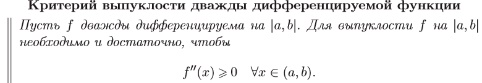 Критерий выпуклости дважды дифференцируемой функции
Пусть f дважды дифференцируема на |a, b|. Для выпуклости f на |a, b|
необходимо и достаточно, чтобы
f''(x) ⩾ 0 ∀x ∈ (a, b).